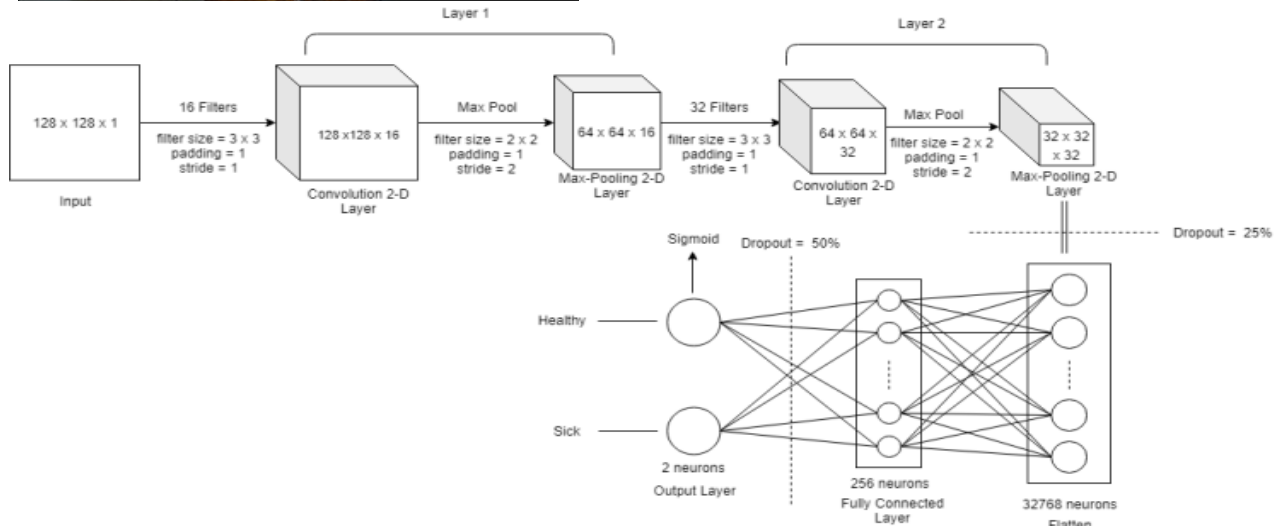 Layer 1
Layer 2
128 x 128 x 1
Input
16 Filters
filter size = 3 x 3
padding = 1
stride = 1
128 x128 x 16
Convolution 2-D
Layer
Max Pool
filter size = 2 x 2
padding = 1
stride = 2
64 x 64 x 16
Max-Pooling 2-D
Layer
32 Filters
filter size = 3 x 3
padding = 1
stride = 1
64 x 64 x
32
Convolution 2-D
Layer
Max Pool
filter size = 2 x 2
padding = 1
stride = 2
32 x 32
x 32
Max-Pooling 2-D
Layer
Dropout = 25%
Sigmoid
Dropout = 50%
Healthy
Sick
2 neurons
Output Layer
256 neurons
Fully Connected
Layer
32768 neurons
Flatten